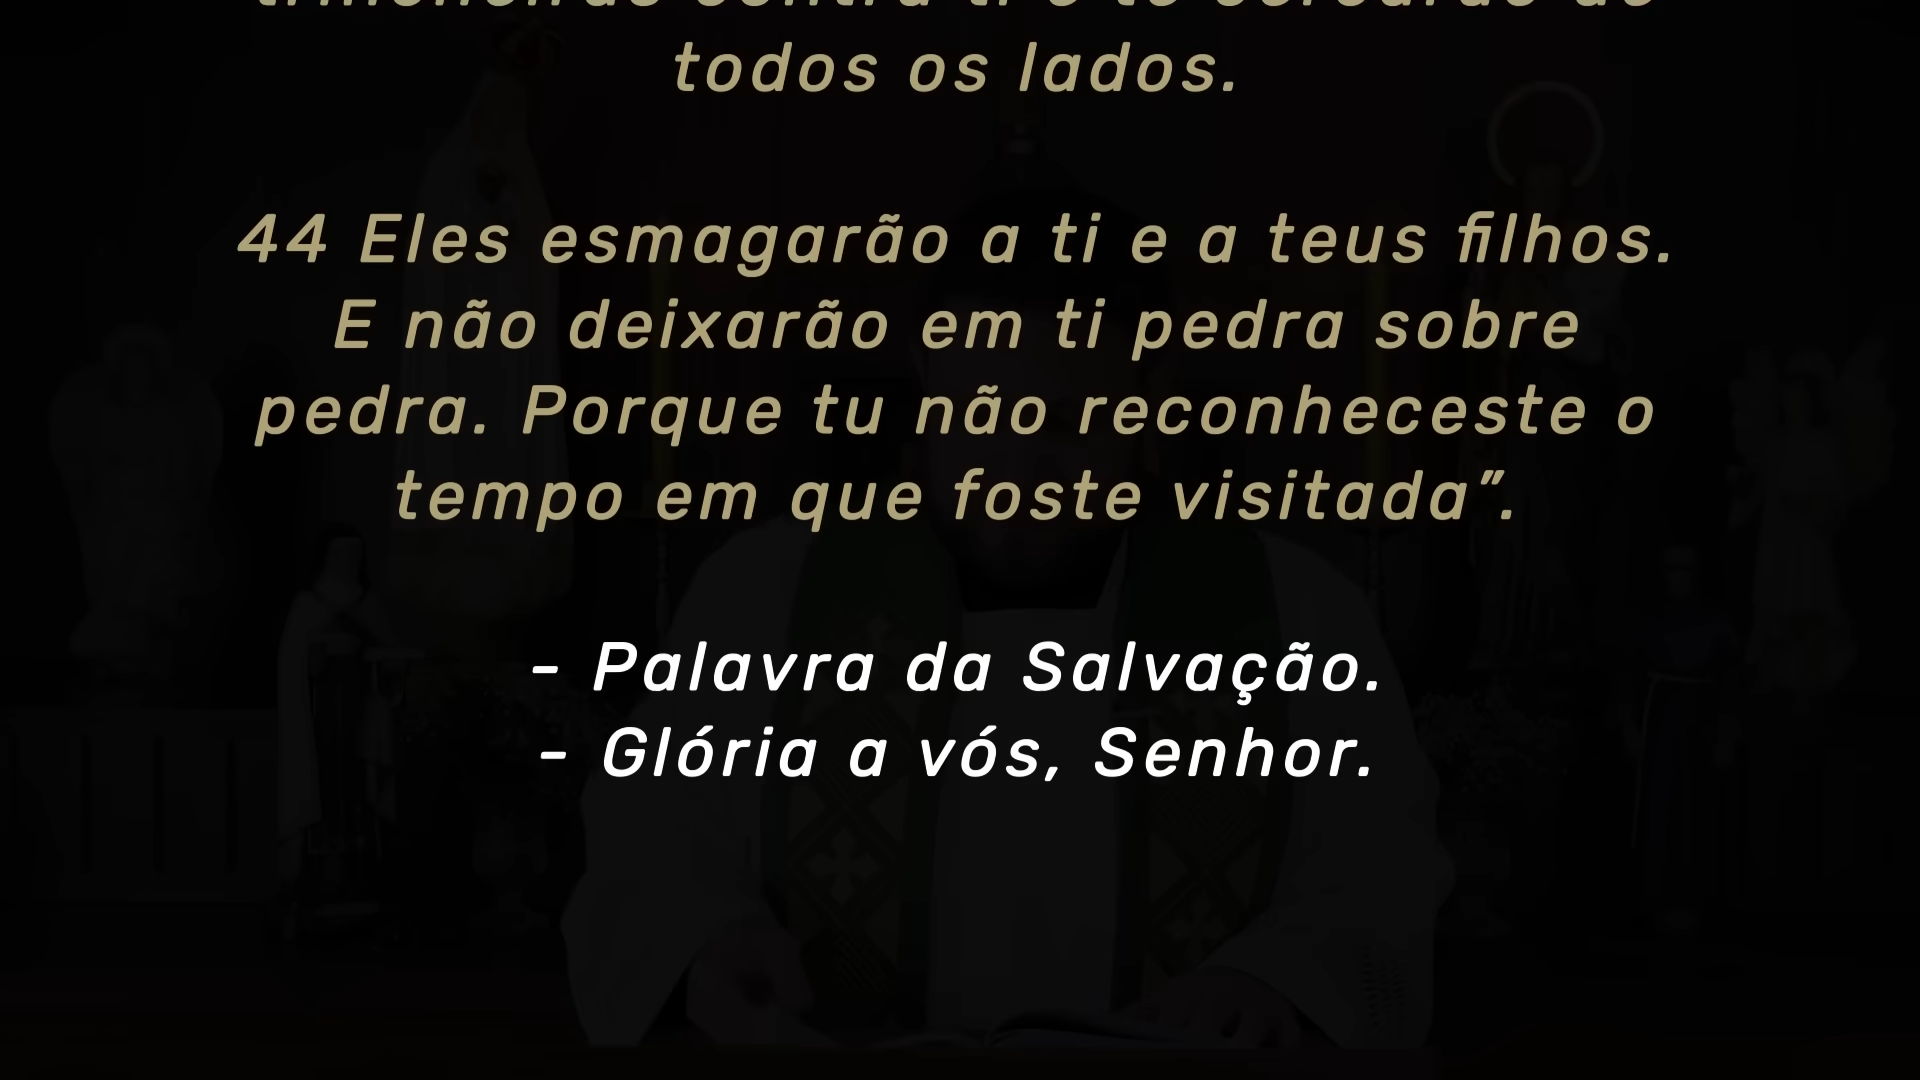 todos os lados.
44 Eles esmagarão a ti e a teus filhos.
E não deixarão em ti pedra sobre
pedra. Porque tu não reconheceste o
tempo em que foste visitada”.
- Palavra da Salvação.
- Glória a vós, Senhor.